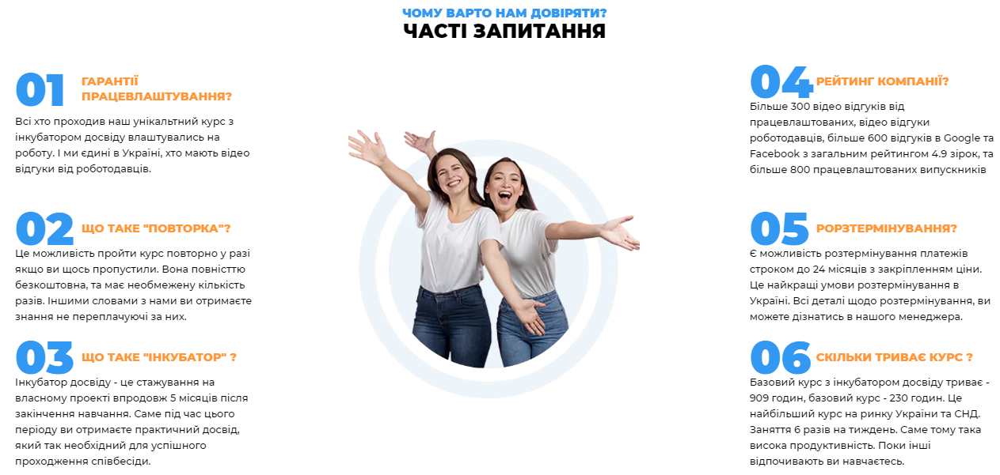 ЧОМУ ВАРТО НАМ ДОВІРЯТИ?
ЧАСТІ ЗАПИТАННЯ
01
ГАРАНТІЇ
ПРАЦЕВЛАШТУВАННЯ?
Всі хто проходив наш унікальтний курс з
інкубатором досвіду влаштувались на
роботу. І ми єдині в Україні, хто мають відео
відгуки від роботодавців.
02 ЩО ТАКЕ "ПОВТОРКА"?
Це можливість пройти курс повторно у разі
якщо ви щось пропустили. Вона повністтю
безкоштовна, та має необмежену кількість
разів. Іншими словами з нами ви отримаєте
знання не переплачуючі за них.
03 ЩО ТАКЕ "ІНКУБАТОР" ?
Інкубатор досвіду - це стажування на
власному проекті впродовж 5 місяців після
закінчення навчання. Саме під час цього
періоду ви отримаєте практичний досвід,
який так необхідний для успішного
проходження співбесіди.
04 РЕЙТИНГ КОМПАНІЇ?
Більше 300 відео відгуків від
працевлаштованих, відео відгуки
роботодавців, більше 600 відгуків в Google та
Facebook з загальним рейтингом 4.9 зірок, та
більше 800 працевлаштованих випускників
05 РОРЗТЕРМІНУВАННЯ?
Є можливість розтермінування платежів
строком до 24 місяців з закріпленням ціни.
Це найкращі умови розтермінування в
Україні. Всі деталі щодо розтермінування, ви
можете дізнатись в нашого менеджера.
06 СКІЛЬКИ ТРИВАЄ КУРС ?
Базовий курс з інкубатором досвіду триває -
909 годин, базовий курс - 230 годин. Це
найбільший курс на ринку України та СНД.
Заняття 6 разів на тиждень. Саме тому така
висока продуктивність. Поки інші
відпочивають ви навчаєтесь.